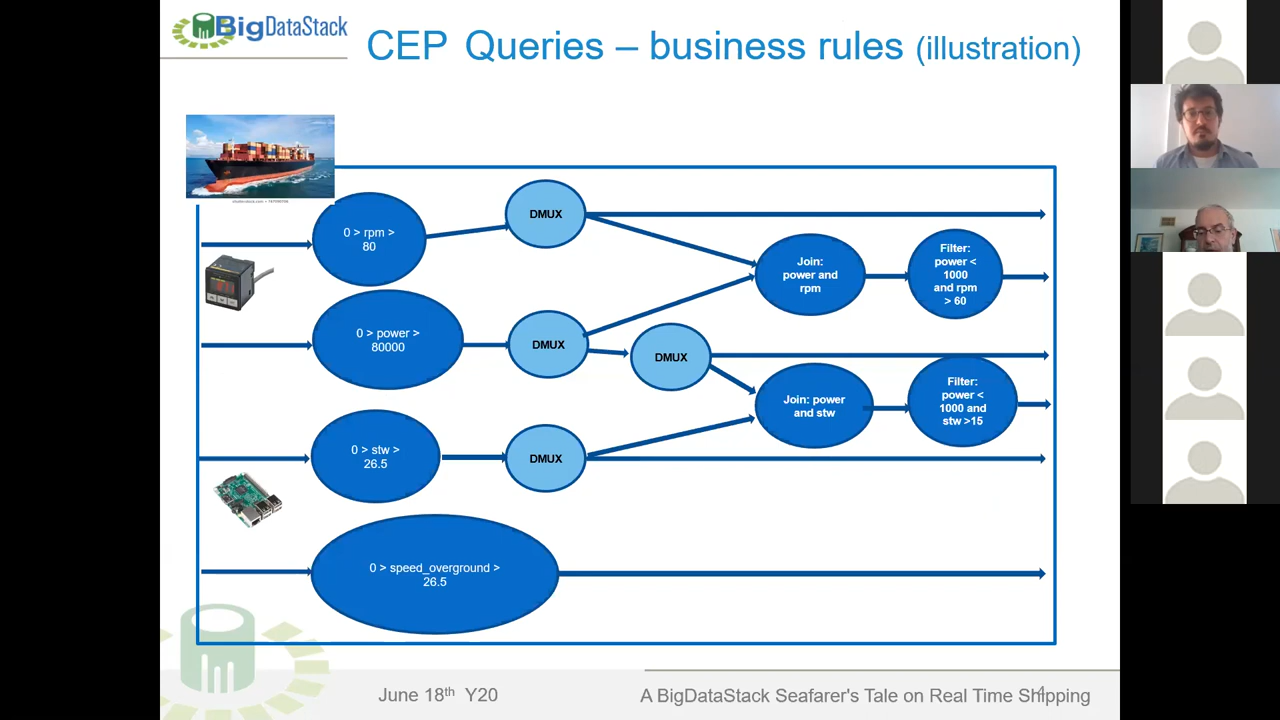 BigDataStack
CEP Queries – business rules (illustration)
0 > rpm >
80
DMUX
Join:
power and
rpm
Filter:
power <
1000
and rpm
> 60
0 > power >
80000
DMUX
DMUX
Join: power
and stw
Filter:
power <
1000 and
stw >15
0 > stw >
26.5
DMUX
0 > speed_overground >
26.5
June 18th Y20
A BigDataStack Seafarer's Tale on Real Time Shipping
4